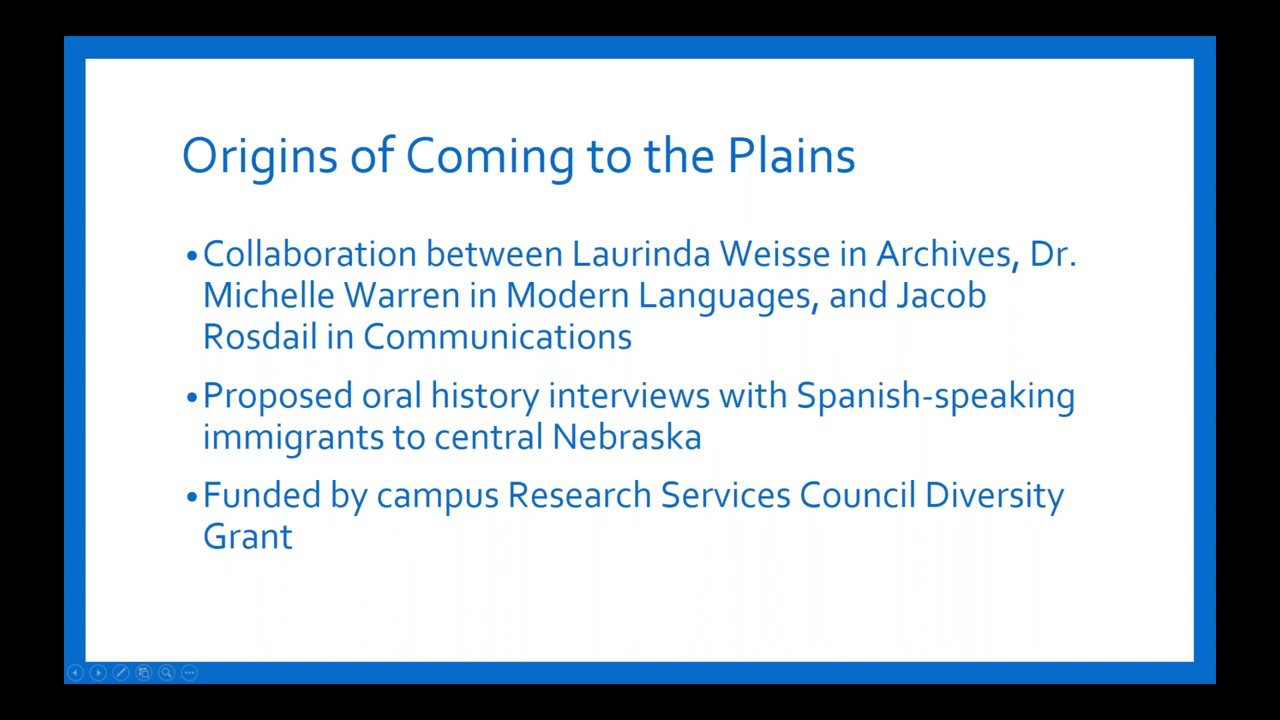 Origins of Coming to the Plains
•Collaboration between Laurinda Weisse in Archives, Dr.
Michelle Warren in Modern Languages, and Jacob
Rosdail in Communications
•Proposed oral history interviews with Spanish-speaking
immigrants to central Nebraska
•Funded by campus Research Services Council Diversity
Grant